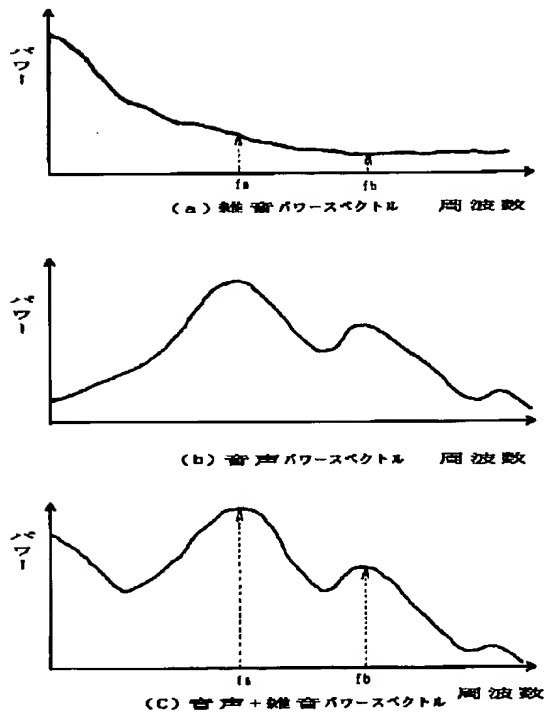 パワー
fa fb
(a) 雑音パワースペクトル 周波数
パワー
(b) 音声パワースペクトル 周波数
パワー
fa fb
(C) 音声+雑音パワースペクトル 周波数